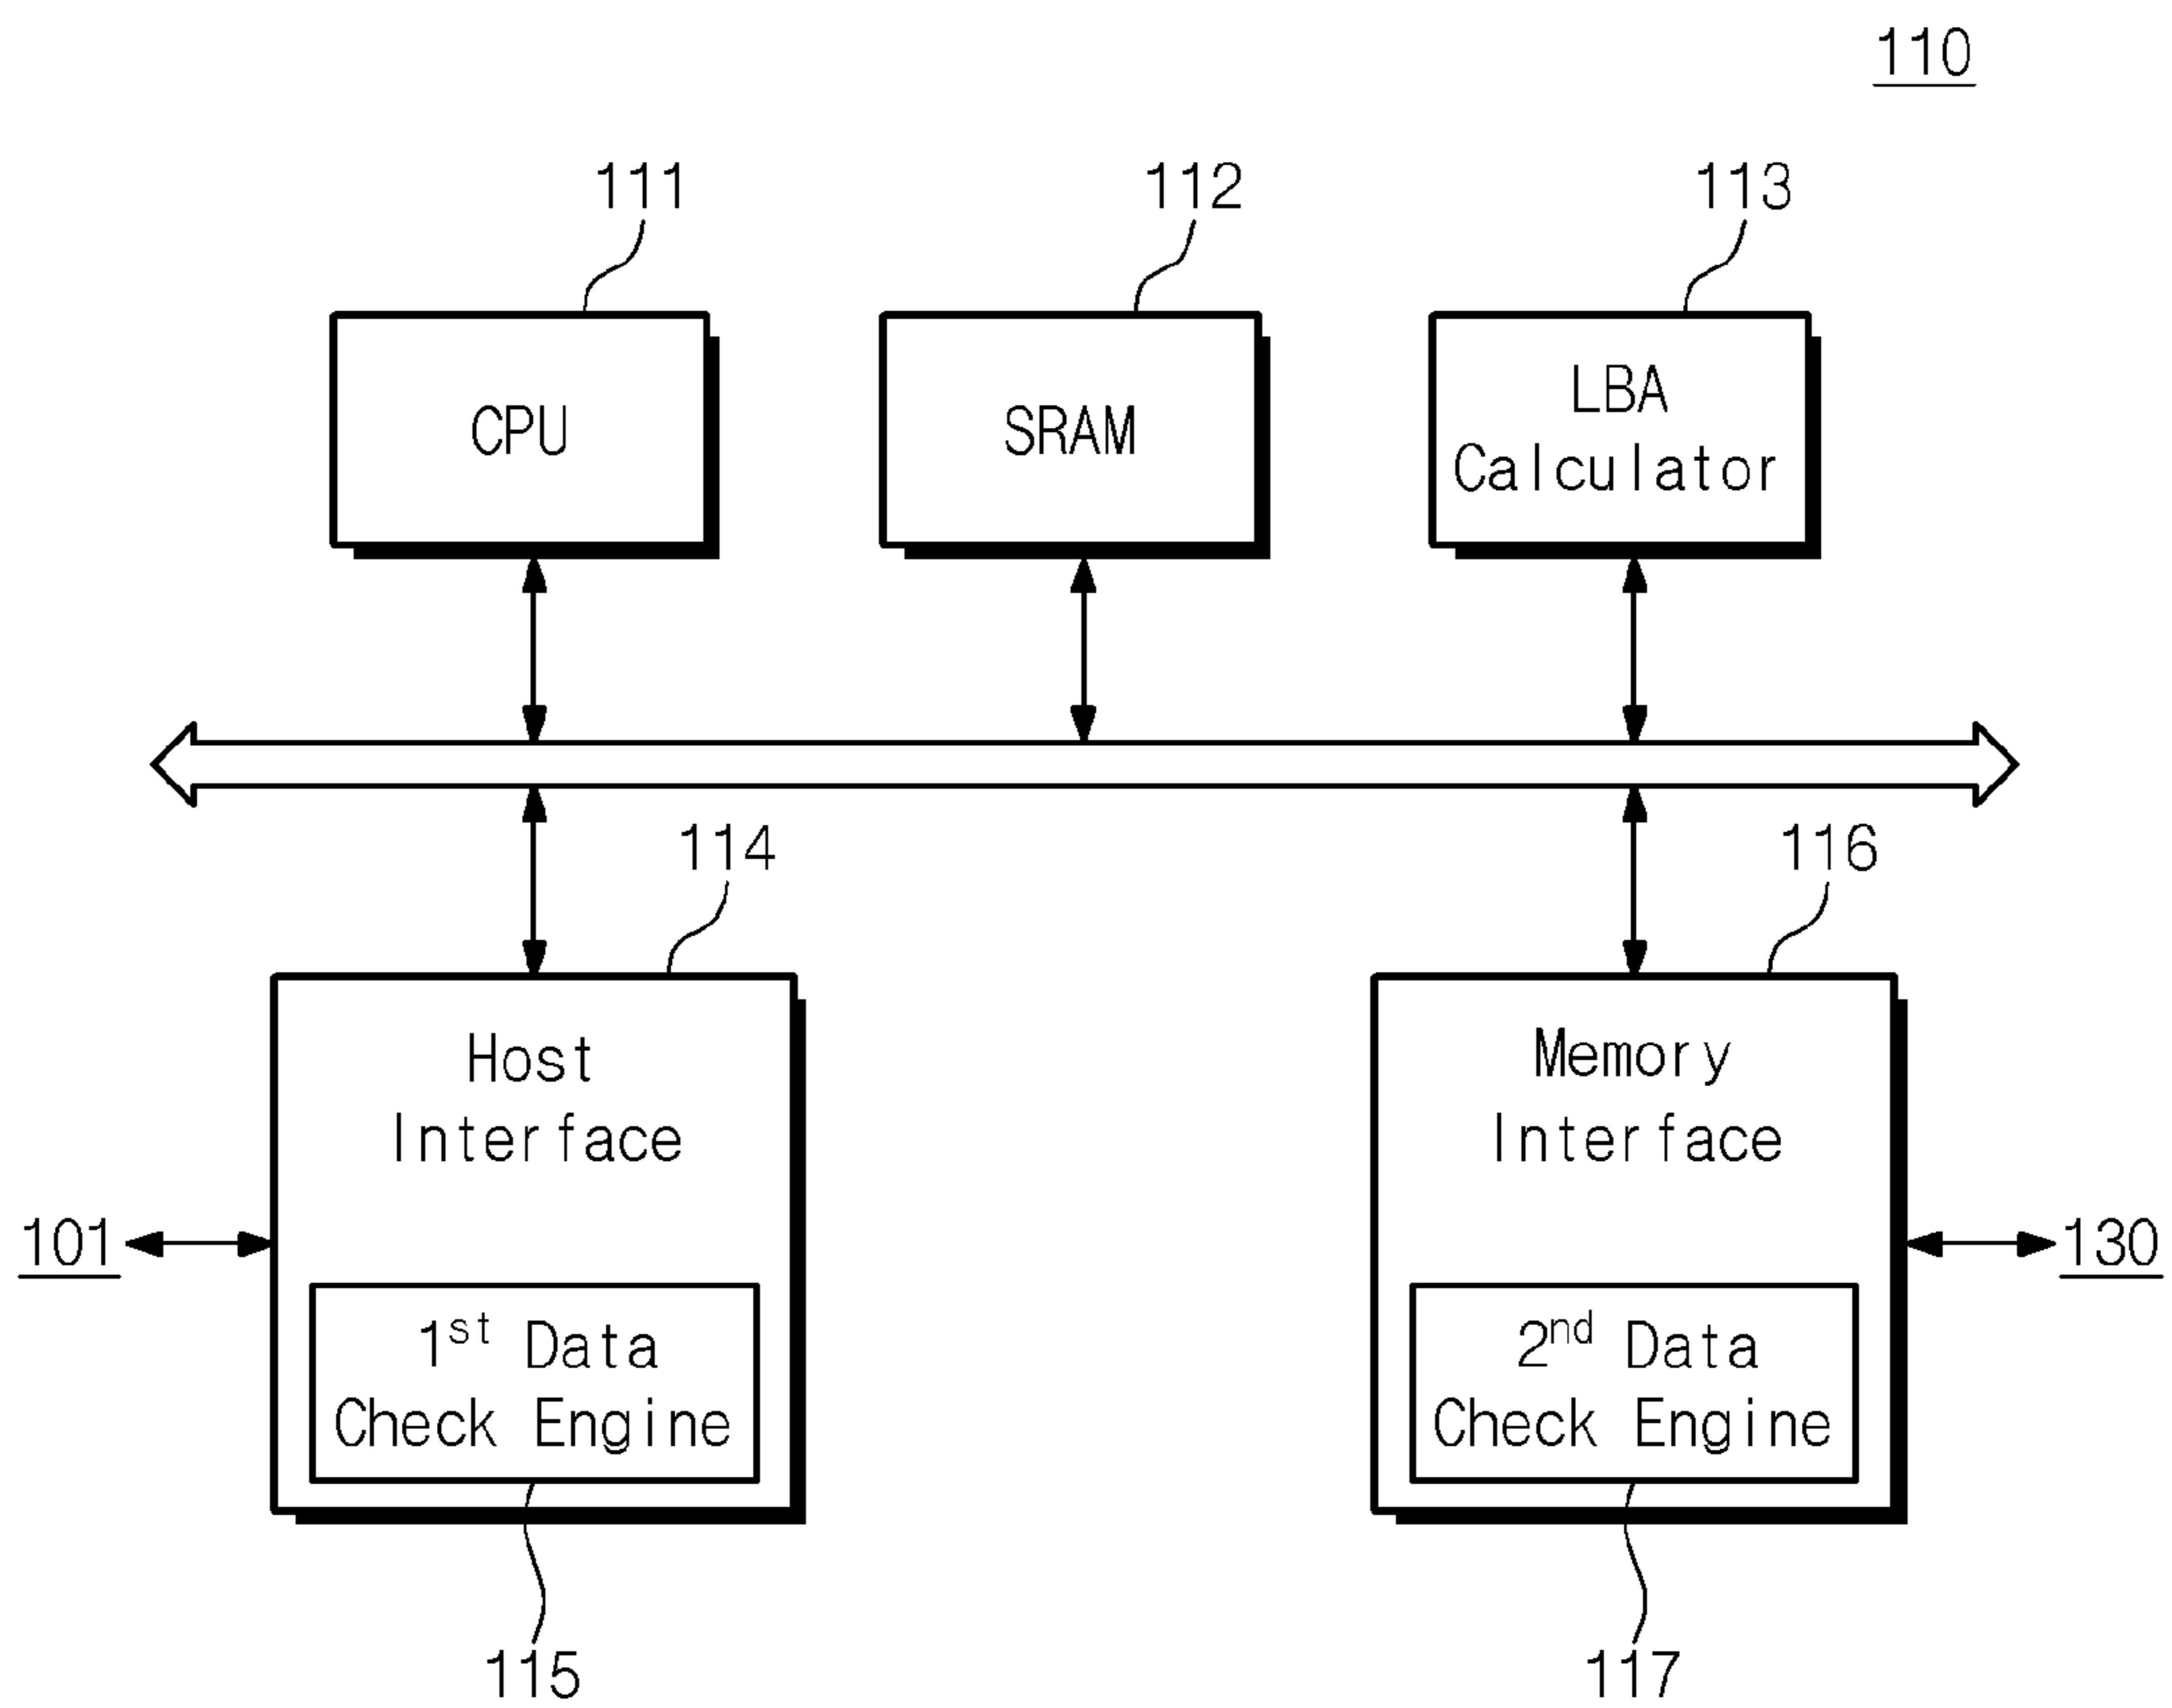 110
111
112
113
CPU
SRAM
LBA
Calculator
114
116
Host
Interface
Memory
Interface
101
130
1st Data
Check Engine
2nd Data
Check Engine
115
117